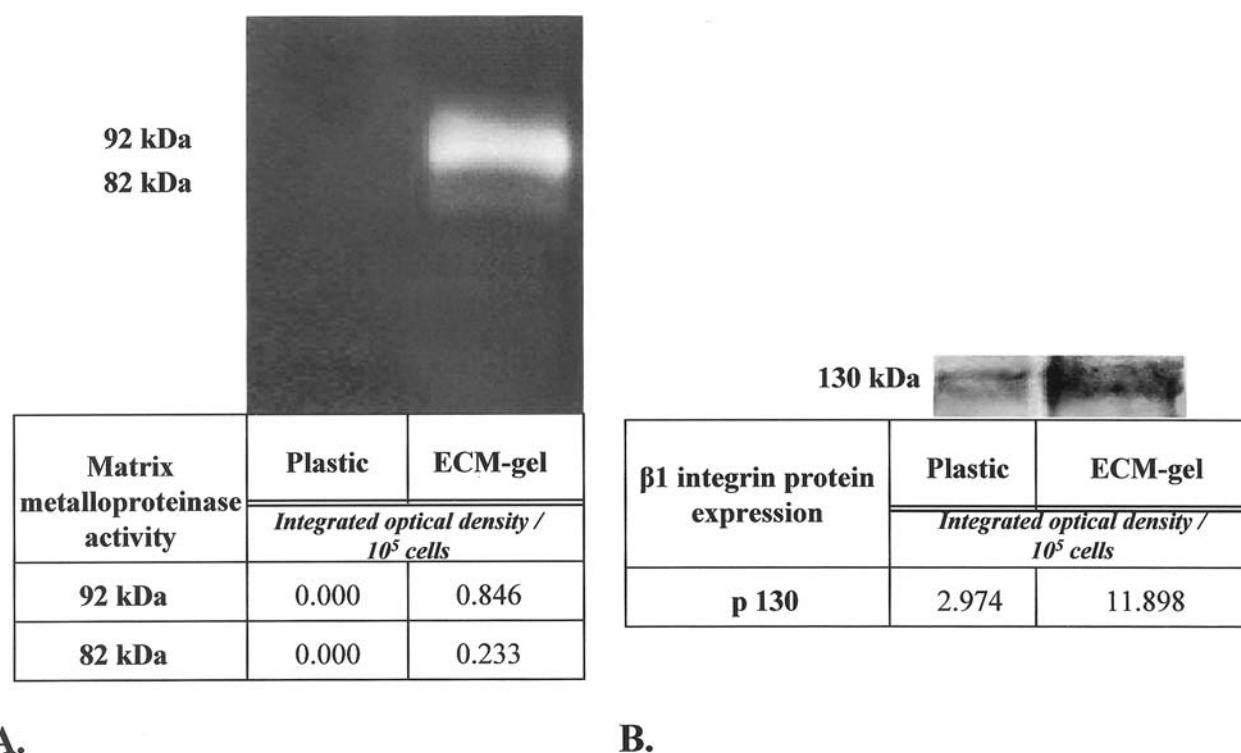 92 kDa
82 kDa
Matrix
metalloproteinase
activity
Plastic
ECM-gel
Integrated optical density /
10⁵ cells
92 kDa
0.000
0.846
82 kDa
0.000
0.233
A.
130 kDa
β1 integrin protein
expression
Plastic
ECM-gel
Integrated optical density /
10⁵ cells
p 130
2.974
11.898
B.